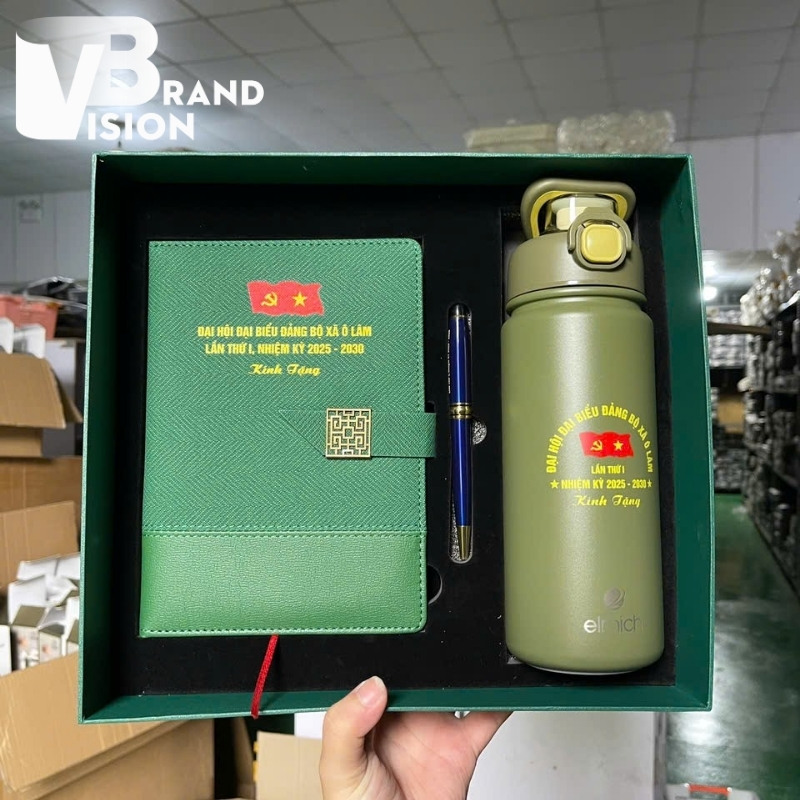 BRAND
VISION
ĐẠI HỘI ĐẠI BIỂU ĐẢNG BỘ XÃ Ô LÂM
LẦN THỨ I, NHIỆM KỲ 2025 - 2030
Kính Tặng
ĐẠI HỘI ĐẠI BIỂU ĐẢNG BỘ XÃ Ô LÂM
LẦN THỨ I
★ NHIỆM KỲ 2025 - 2030 ★
Kính Tặng
elmich